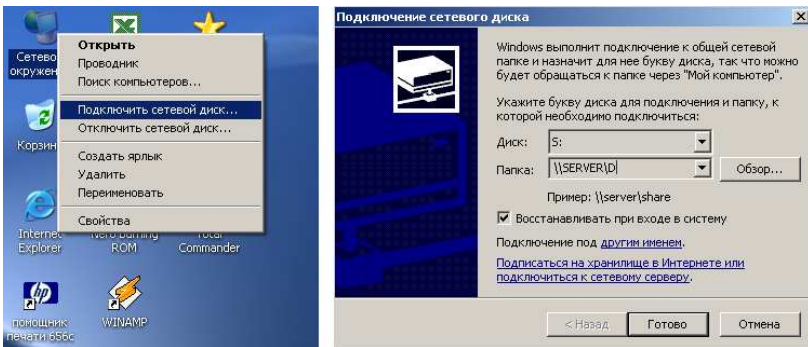 Открыть
Проводник
Поиск компьютеров...
Подключить сетевой диск...
Отключить сетевой диск...
Создать ярлык
Удалить
Переименовать
Свойства
Сетево
окружен
Корзин
Internet
Explorer
Nero Burning
ROM
Total
Commander
помощник
печати 656c
WINAMP
Подключение сетевого диска
Windows выполнит подключение к общей сетевой
папке и назначит для нее букву диска, так что можно
будет обращаться к папке через "Мой компьютер".
Укажите букву диска для подключения и папку, к
которой необходимо подключиться:
Диск: S:
Папка: \\SERVER\D Обзор...
Пример: \\server\share
Восстанавливать при входе в систему
Подключение под другим именем.
Подписаться на хранилище в Интернете или
подключиться к сетевому серверу.
< Назад Готово Отмена